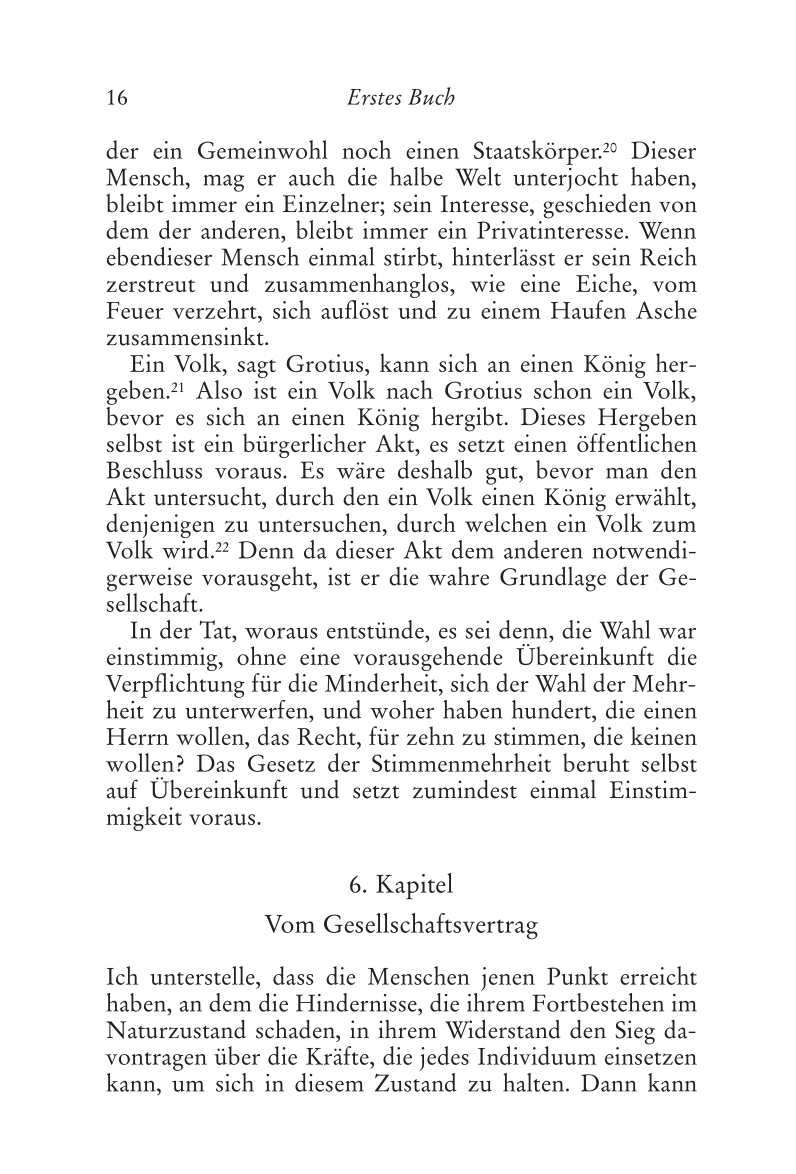 16 Erstes Buch
der ein Gemeinwohl noch einen Staatskörper.²⁰ Dieser
Mensch, mag er auch die halbe Welt unterjocht haben,
bleibt immer ein Einzelner; sein Interesse, geschieden von
dem der anderen, bleibt immer ein Privatinteresse. Wenn
ebendieser Mensch einmal stirbt, hinterlässt er sein Reich
zerstreut und zusammenhanglos, wie eine Eiche, vom
Feuer verzehrt, sich auflöst und zu einem Haufen Asche
zusammensinkt.
Ein Volk, sagt Grotius, kann sich an einen König her-
geben.²¹ Also ist ein Volk nach Grotius schon ein Volk,
bevor es sich an einen König hergibt. Dieses Hergeben
selbst ist ein bürgerlicher Akt, es setzt einen öffentlichen
Beschluss voraus. Es wäre deshalb gut, bevor man den
Akt untersucht, durch den ein Volk einen König erwählt,
denjenigen zu untersuchen, durch welchen ein Volk zum
Volk wird.²² Denn da dieser Akt dem anderen notwendi-
gerweise vorausgeht, ist er die wahre Grundlage der Ge-
sellschaft.
In der Tat, woraus entstünde, es sei denn, die Wahl war
einstimmig, ohne eine vorausgehende Übereinkunft die
Verpflichtung für die Minderheit, sich der Wahl der Mehr-
heit zu unterwerfen, und woher haben hundert, die einen
Herrn wollen, das Recht, für zehn zu stimmen, die keinen
wollen? Das Gesetz der Stimmenmehrheit beruht selbst
auf Übereinkunft und setzt zumindest einmal Einstim-
migkeit voraus.
6. Kapitel
Vom Gesellschaftsvertrag
Ich unterstelle, dass die Menschen jenen Punkt erreicht
haben, an dem die Hindernisse, die ihrem Fortbestehen im
Naturzustand schaden, in ihrem Widerstand den Sieg da-
vontragen über die Kräfte, die jedes Individuum einsetzen
kann, um sich in diesem Zustand zu halten. Dann kann